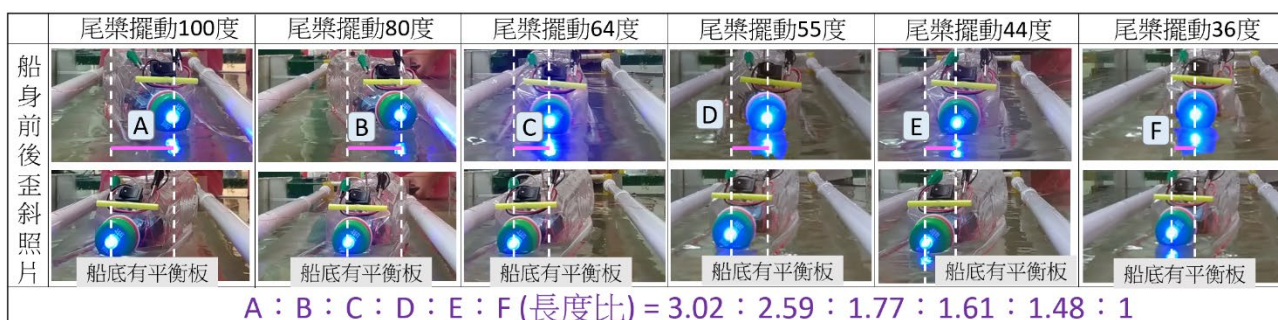 尾槳擺動100度
尾槳擺動80度
尾槳擺動64度
尾槳擺動55度
尾槳擺動44度
尾槳擺動36度
船身前後歪斜照片
A
B
C
D
E
F
船底有平衡板
船底有平衡板
船底有平衡板
船底有平衡板
船底有平衡板
船底有平衡板
A：B：C：D：E：F (長度比) = 3.02：2.59：1.77：1.61：1.48：1